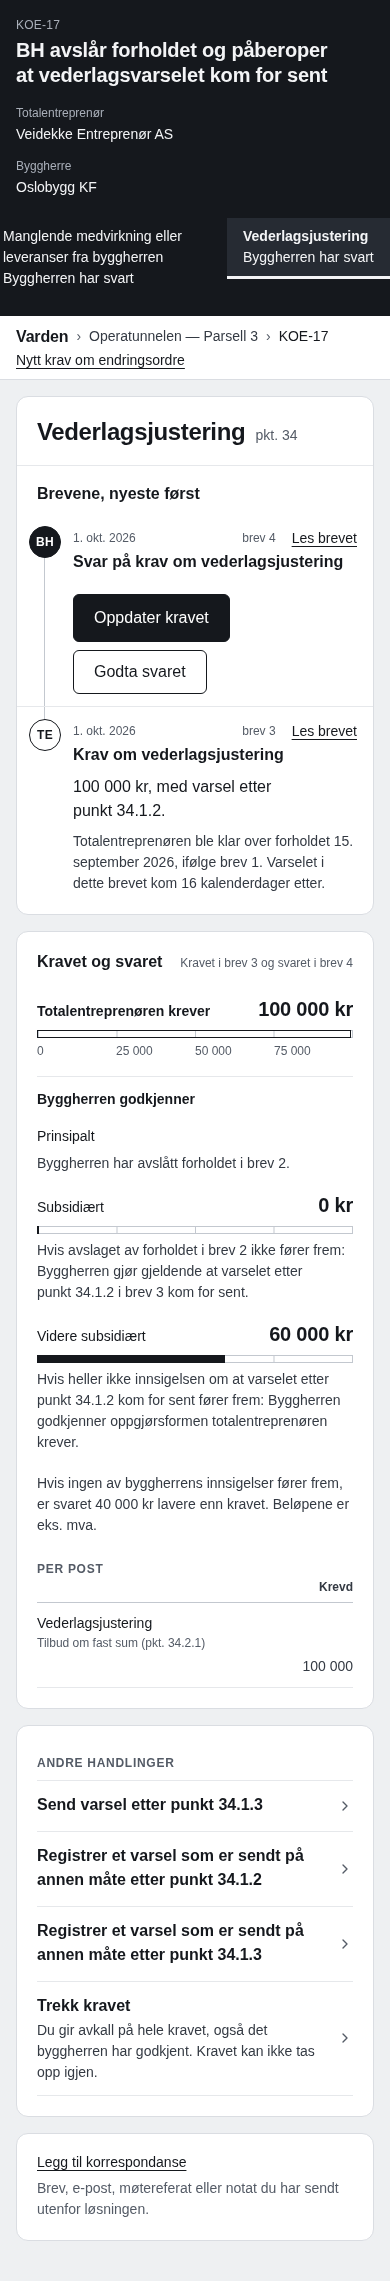 KOE-17
BH avslår forholdet og påberoper
at vederlagsvarselet kom for sent
Totalentreprenør
Veidekke Entreprenør AS
Byggherre
Oslobygg KF
Manglende medvirkning eller
leveranser fra byggherren
Byggherren har svart
Vederlagsjustering
Byggherren har svart
Varden › Operatunnelen — Parsell 3 › KOE-17
Nytt krav om endringsordre
Vederlagsjustering pkt. 34
Brevene, nyeste først
BH 1. okt. 2026 brev 4 Les brevet
Svar på krav om vederlagsjustering
Oppdater kravet
Godta svaret
TE 1. okt. 2026 brev 3 Les brevet
Krav om vederlagsjustering
100 000 kr, med varsel etter
punkt 34.1.2.
Totalentreprenøren ble klar over forholdet 15.
september 2026, ifølge brev 1. Varselet i
dette brevet kom 16 kalenderdager etter.
Kravet og svaret Kravet i brev 3 og svaret i brev 4
Totalentreprenøren krever 100 000 kr
0 25 000 50 000 75 000
Byggherren godkjenner
Prinsipalt
Byggherren har avslått forholdet i brev 2.
Subsidiært 0 kr
Hvis avslaget av forholdet i brev 2 ikke fører frem:
Byggherren gjør gjeldende at varselet etter
punkt 34.1.2 i brev 3 kom for sent.
Videre subsidiært 60 000 kr
Hvis heller ikke innsigelsen om at varselet etter
punkt 34.1.2 kom for sent fører frem: Byggherren
godkjenner oppgjørsformen totalentreprenøren
krever.
Hvis ingen av byggherrens innsigelser fører frem,
er svaret 40 000 kr lavere enn kravet. Beløpene er
eks. mva.
PER POST
Krevd
Vederlagsjustering
Tilbud om fast sum (pkt. 34.2.1)
100 000
ANDRE HANDLINGER
Send varsel etter punkt 34.1.3
Registrer et varsel som er sendt på
annen måte etter punkt 34.1.2
Registrer et varsel som er sendt på
annen måte etter punkt 34.1.3
Trekk kravet
Du gir avkall på hele kravet, også det
byggherren har godkjent. Kravet kan ikke tas
opp igjen.
Legg til korrespondanse
Brev, e-post, møtereferat eller notat du har sendt
utenfor løsningen.